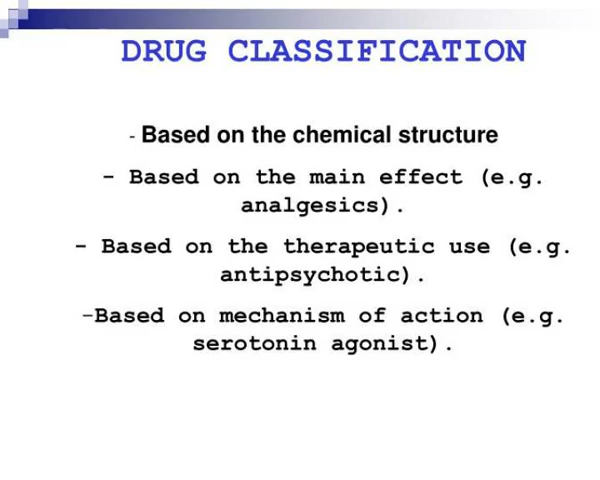 DRUG CLASSIFICATION
- Based on the chemical structure
- Based on the main effect (e.g.
analgesics).
- Based on the therapeutic use (e.g.
antipsychotic).
-Based on mechanism of action (e.g.
serotonin agonist).